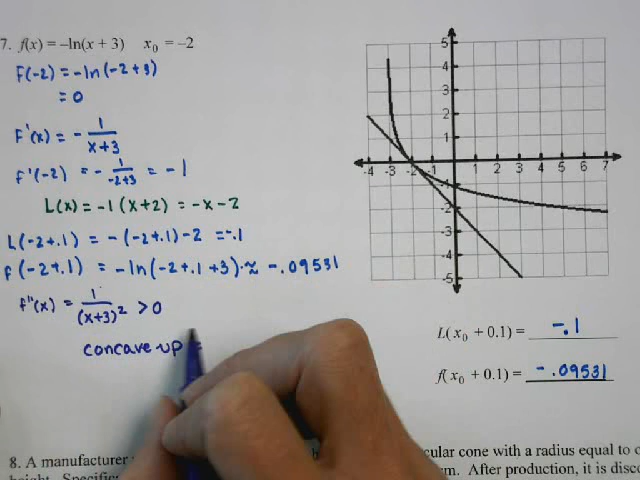 7. f(x) = –ln(x + 3) x₀ = –2
F(-2) = -ln(-2+3)
= 0
F'(x) = - 1/(x+3)
F'(-2) = - 1/(-2+3) = -1
L(x) = -1(x+2) = -x-2
L(-2+.1) = -(-2+.1)-2 = -.1
f(-2+.1) = -ln(-2+.1+3) ≈ -.09531
f''(x) = 1/(x+3)² > 0
concave up =
5
4
3
2
1
-4 -3 -2 -1 0 1 2 3 4 5 6 7
-1
-2
-3
-4
-5
L(x₀ + 0.1) = -.1
f(x₀ + 0.1) = -.09531
8. A manufacturer cular cone with a radius equal to
height. Specific m. After production, it is disco